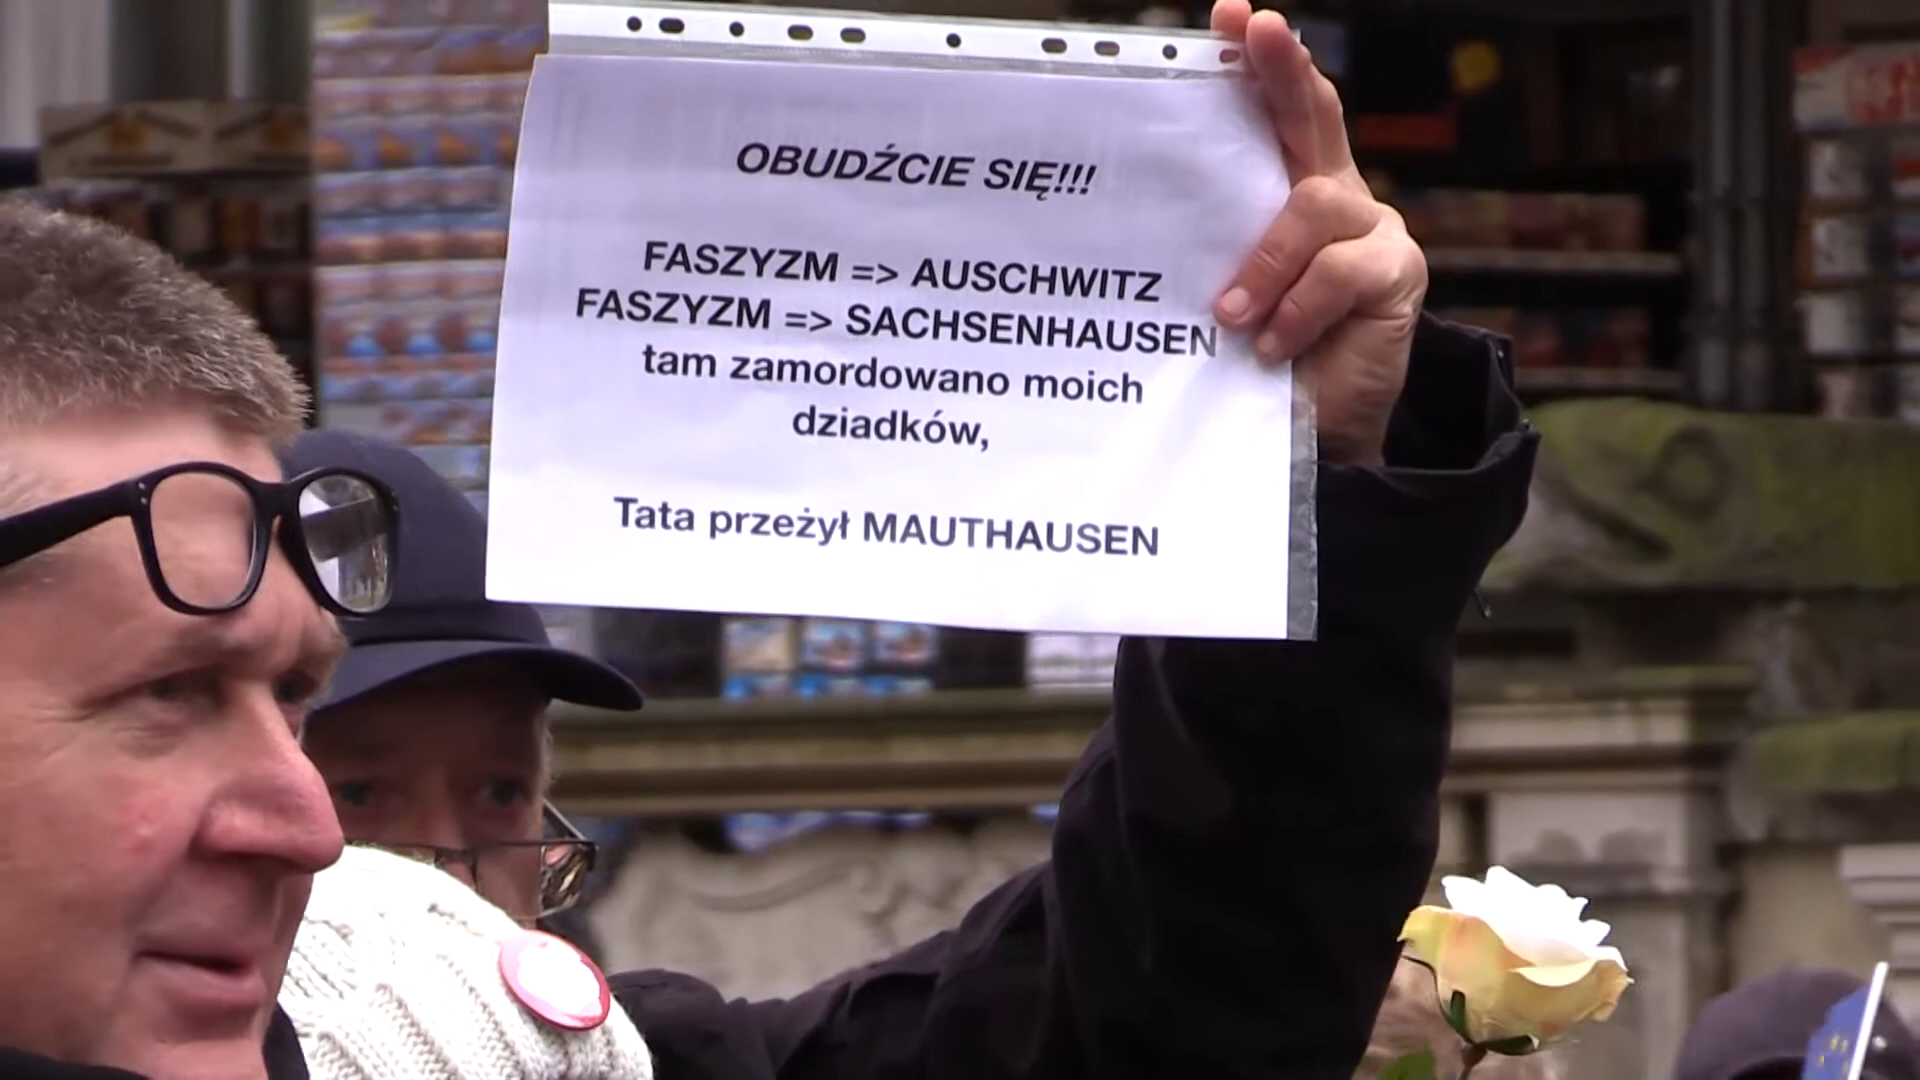 OBUDŹCIE SIĘ!!!
FASZYZM => AUSCHWITZ
FASZYZM => SACHSENHAUSEN
tam zamordowano moich
dziadków,
Tata przeżył MAUTHAUSEN